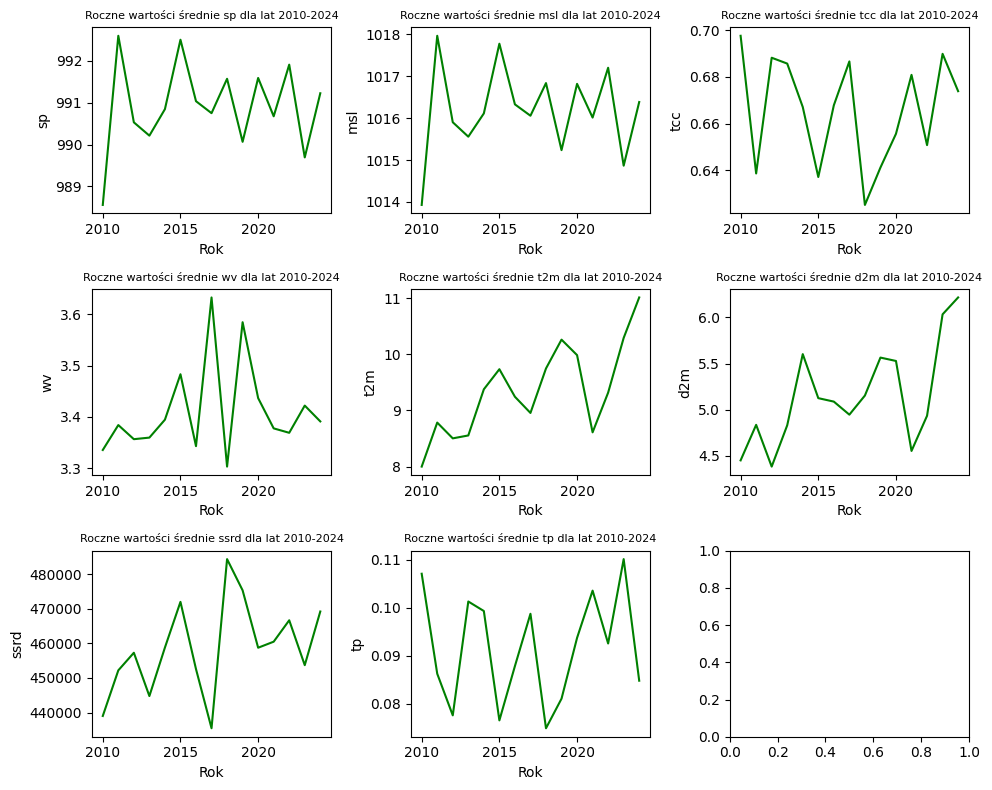 Roczne wartości średnie sp dla lat 2010-2024
992
991
990
989
sp
2010 2015 2020
Rok
Roczne wartości średnie msl dla lat 2010-2024
1018
1017
1016
1015
1014
msl
2010 2015 2020
Rok
Roczne wartości średnie tcc dla lat 2010-2024
0.70
0.68
0.66
0.64
tcc
2010 2015 2020
Rok
Roczne wartości średnie wv dla lat 2010-2024
3.6
3.5
3.4
3.3
wv
2010 2015 2020
Rok
Roczne wartości średnie t2m dla lat 2010-2024
11
10
9
8
t2m
2010 2015 2020
Rok
Roczne wartości średnie d2m dla lat 2010-2024
6.0
5.5
5.0
4.5
d2m
2010 2015 2020
Rok
Roczne wartości średnie ssrd dla lat 2010-2024
480000
470000
460000
450000
440000
ssrd
2010 2015 2020
Rok
Roczne wartości średnie tp dla lat 2010-2024
0.11
0.10
0.09
0.08
tp
2010 2015 2020
Rok
1.0
0.8
0.6
0.4
0.2
0.0
0.0 0.2 0.4 0.6 0.8 1.0